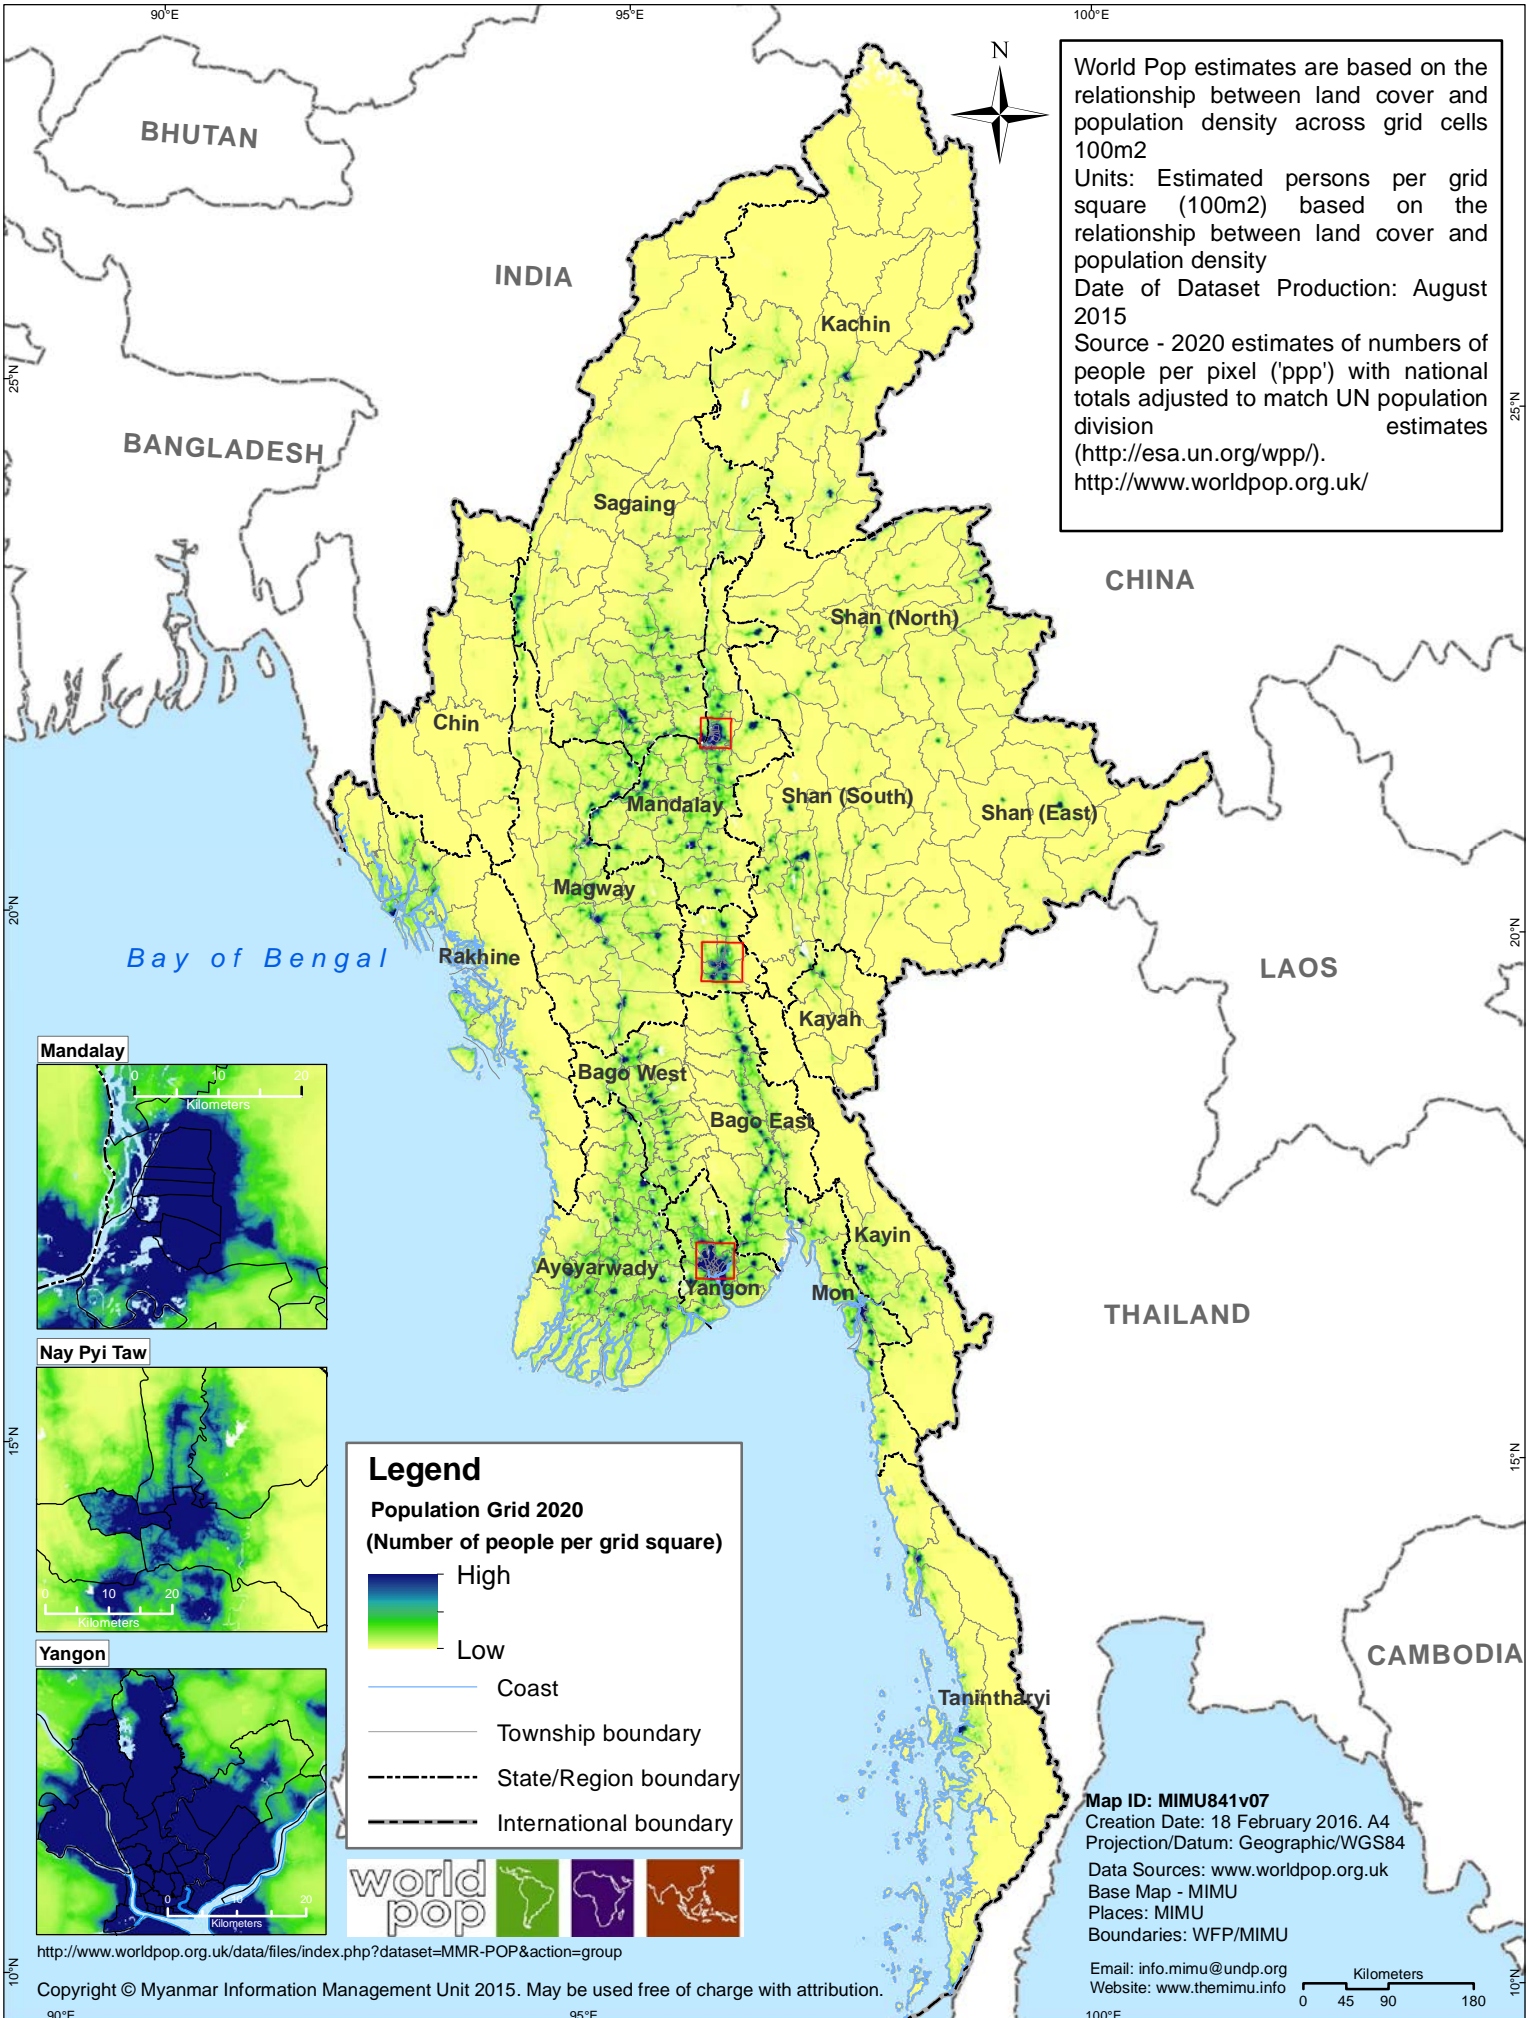 90°E
95°E
100°E
N
World Pop estimates are based on the
relationship between land cover and
population density across grid cells
100m2
Units: Estimated persons per grid
square (100m2) based on the
relationship between land cover and
population density
Date of Dataset Production: August
2015
Source - 2020 estimates of numbers of
people per pixel ('ppp') with national
totals adjusted to match UN population
division estimates
(http://esa.un.org/wpp/).
http://www.worldpop.org.uk/
BHUTAN
INDIA
Kachin
25°N
25°N
BANGLADESH
Sagaing
CHINA
Shan (North)
Chin
Mandalay
Shan (South)
Shan (East)
Magway
20°N
20°N
Bay of Bengal
Rakhine
LAOS
Kayah
Mandalay
0 10 20
Kilometers
Bago West
Bago East
Kayin
Ayeyarwady
Yangon
Mon
THAILAND
Nay Pyi Taw
0 10 20
Kilometers
15°N
15°N
Legend
Population Grid 2020
(Number of people per grid square)
High
Low
Coast
Township boundary
State/Region boundary
International boundary
Yangon
0 10 20
Kilometers
CAMBODIA
Tanintharyi
world
pop
Map ID: MIMU841v07
Creation Date: 18 February 2016. A4
Projection/Datum: Geographic/WGS84
Data Sources: www.worldpop.org.uk
Base Map - MIMU
Places: MIMU
Boundaries: WFP/MIMU
Email: info.mimu@undp.org
Website: www.themimu.info
Kilometers
0 45 90 180
http://www.worldpop.org.uk/data/files/index.php?dataset=MMR-POP&action=group
Copyright © Myanmar Information Management Unit 2015. May be used free of charge with attribution.
10°N
10°N
90°E
95°E
100°E